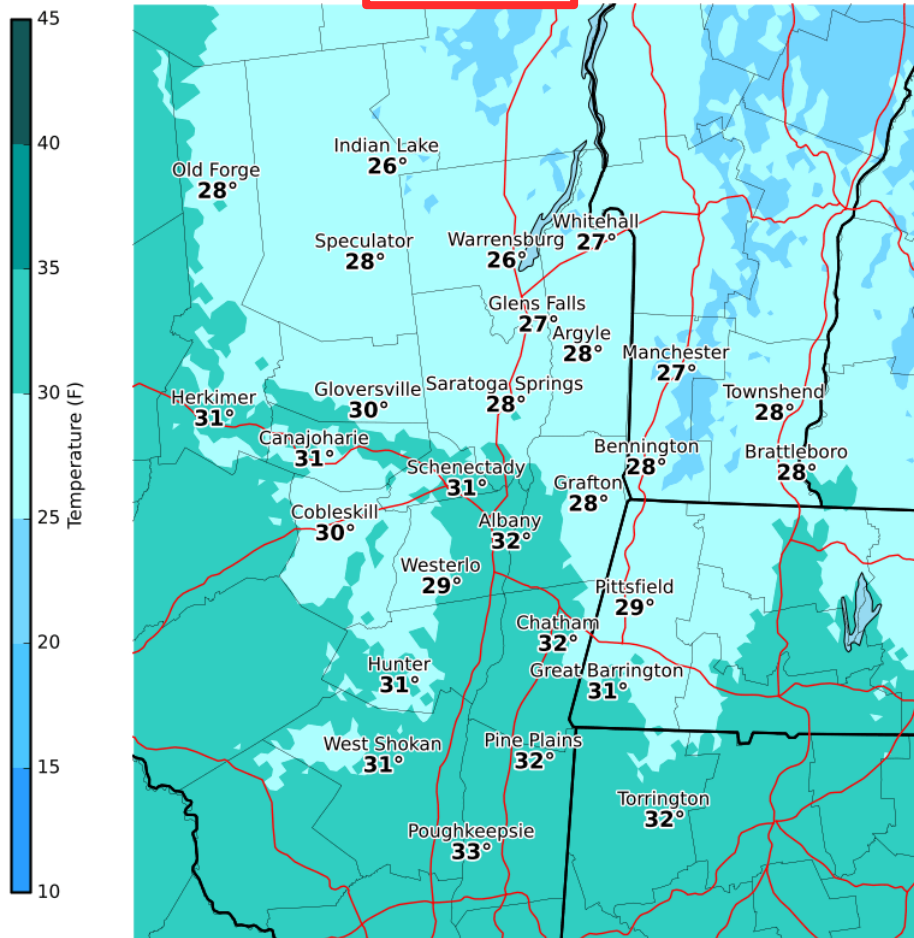 45
40
35
30
25
20
15
10
Temperature (F)
Indian Lake
26°
Old Forge
28°
Whitehall
27°
Speculator
28°
Warrensburg
26°
Glens Falls
27°
Argyle
28°
Manchester
27°
Gloversville
30°
Saratoga Springs
28°
Townshend
28°
Herkimer
31°
Canajoharie
31°
Bennington
28°
Brattleboro
28°
Schenectady
31°
Grafton
28°
Cobleskill
30°
Albany
32°
Westerlo
29°
Pittsfield
29°
Chatham
32°
Hunter
31°
Great Barrington
31°
West Shokan
31°
Pine Plains
32°
Torrington
32°
Poughkeepsie
33°